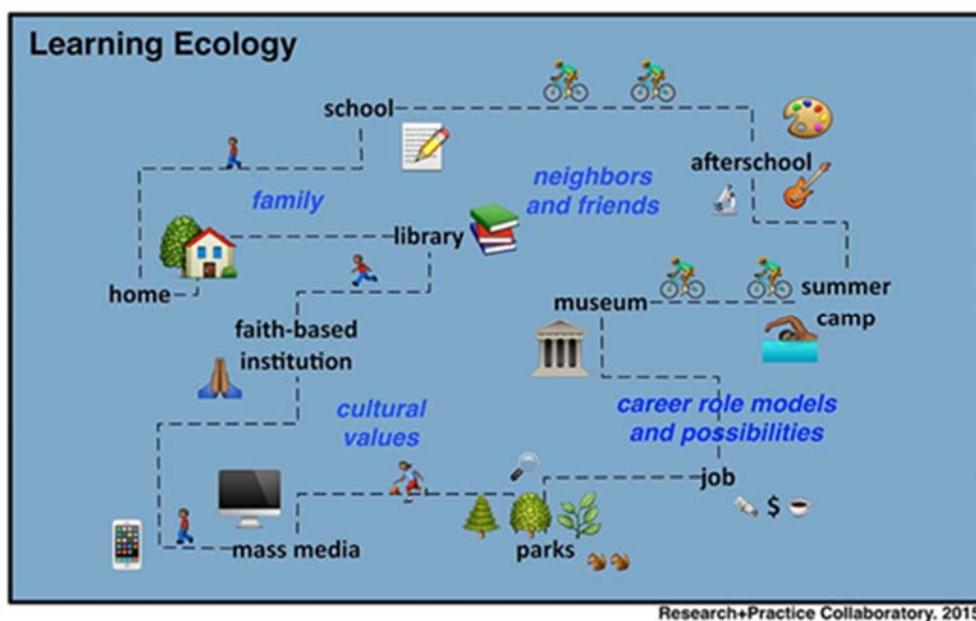 Learning Ecology
school
afterschool
family
neighbors
and friends
library
home
museum
summer
camp
faith-based
institution
cultural
values
career role models
and possibilities
job
$
mass media
parks
Research+Practice Collaboratory, 2015